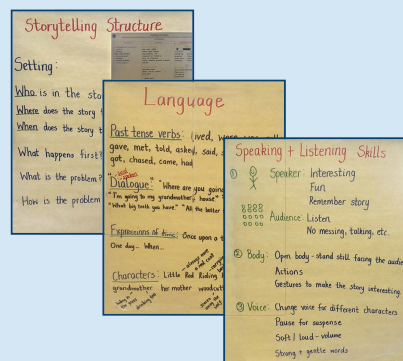 Storytelling Structure
Setting:
Who is in the sto
Where does the story t
When does the story t
What happens first?
What is the problem?
How is the problem
Language
Past tense verbs: lived, were
gave, met, told, asked, said, s
got, chased, came, had
Dialogue: "Where are you goin
"I'm going to my grandmother house"
"What big teeth you have" "All the better
Expressions of time: Once upon a t
One day... When...
Characters: Little Red Riding
grandmother her mother woodcutt
Speaking + Listening Skills
① Speaker: Interesting
Fun
Remember story
Audience: Listen
No messing, talking, etc.
② Body: Open body - stand still facing the audie
Actions
Gestures to make the story interesting
③ Voice: Change voice for different characters
Pause for suspense
Soft / loud - volume
Strong + gentle words